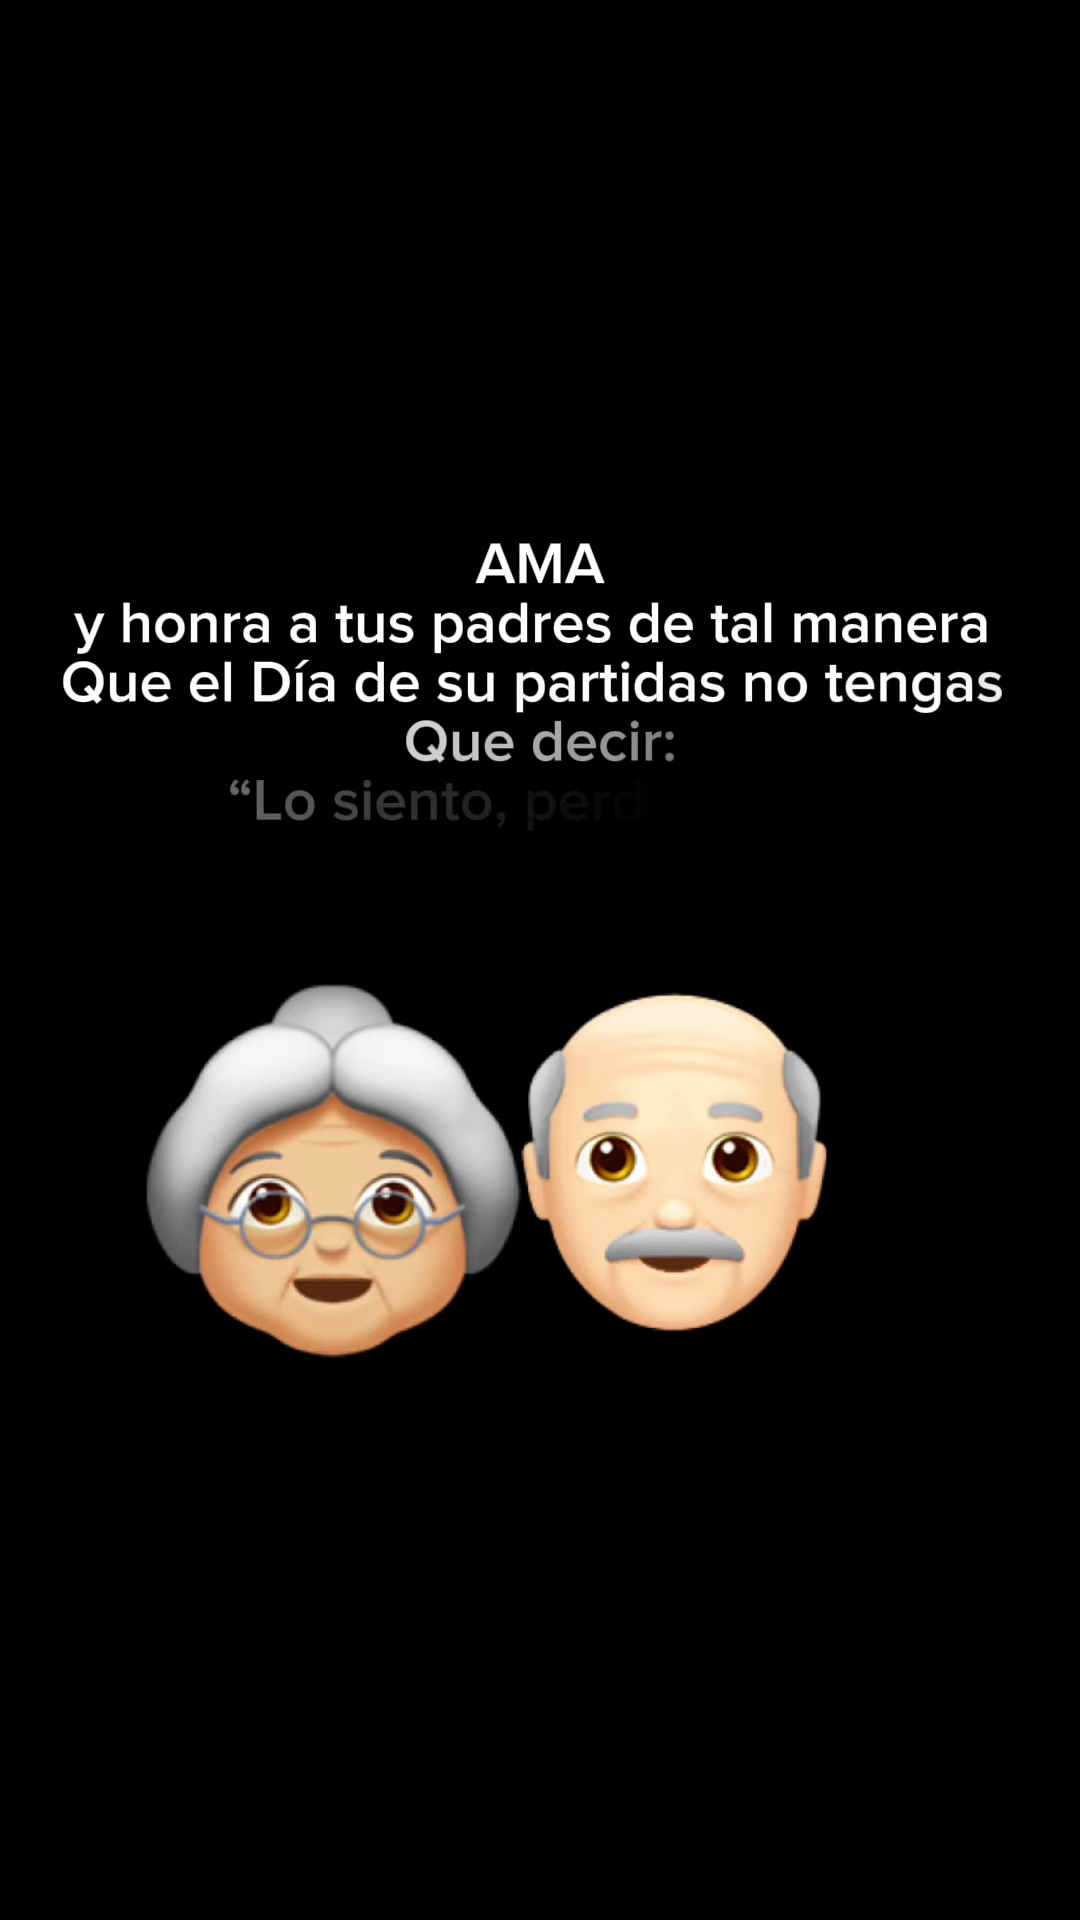 AMA
y honra a tus padres de tal manera
Que el Día de su partidas no tengas
Que decir:
“Lo siento,